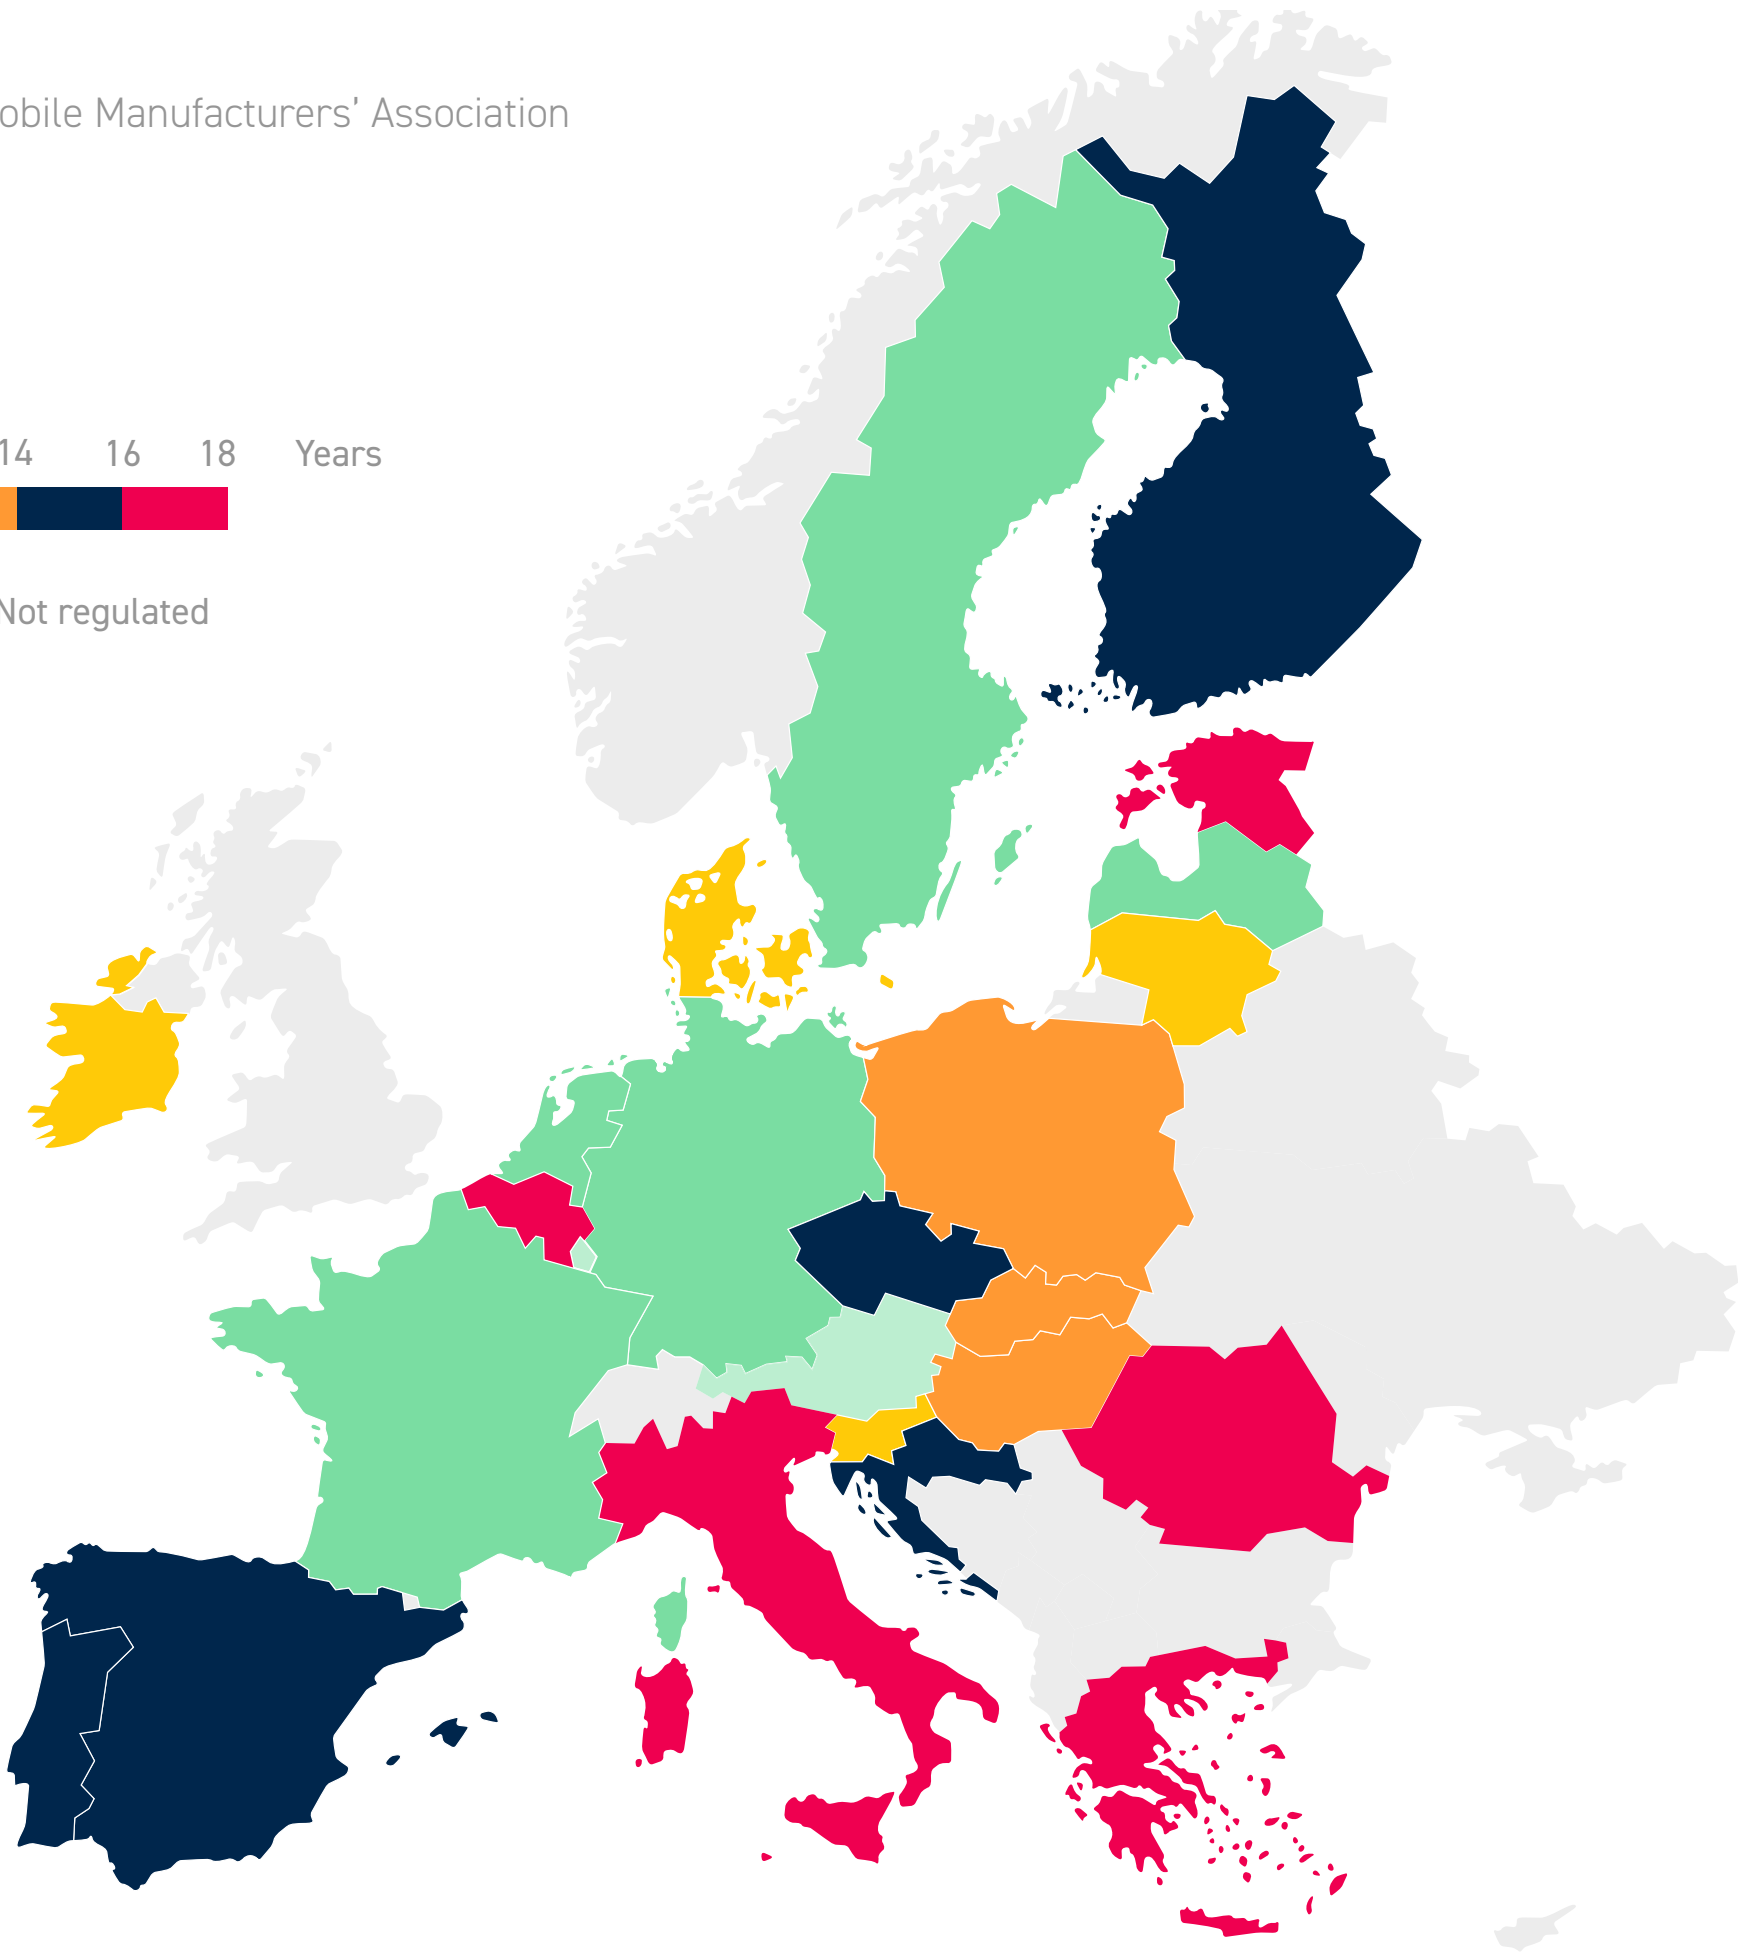 obile Manufacturers’ Association
14 16 18 Years
Not regulated